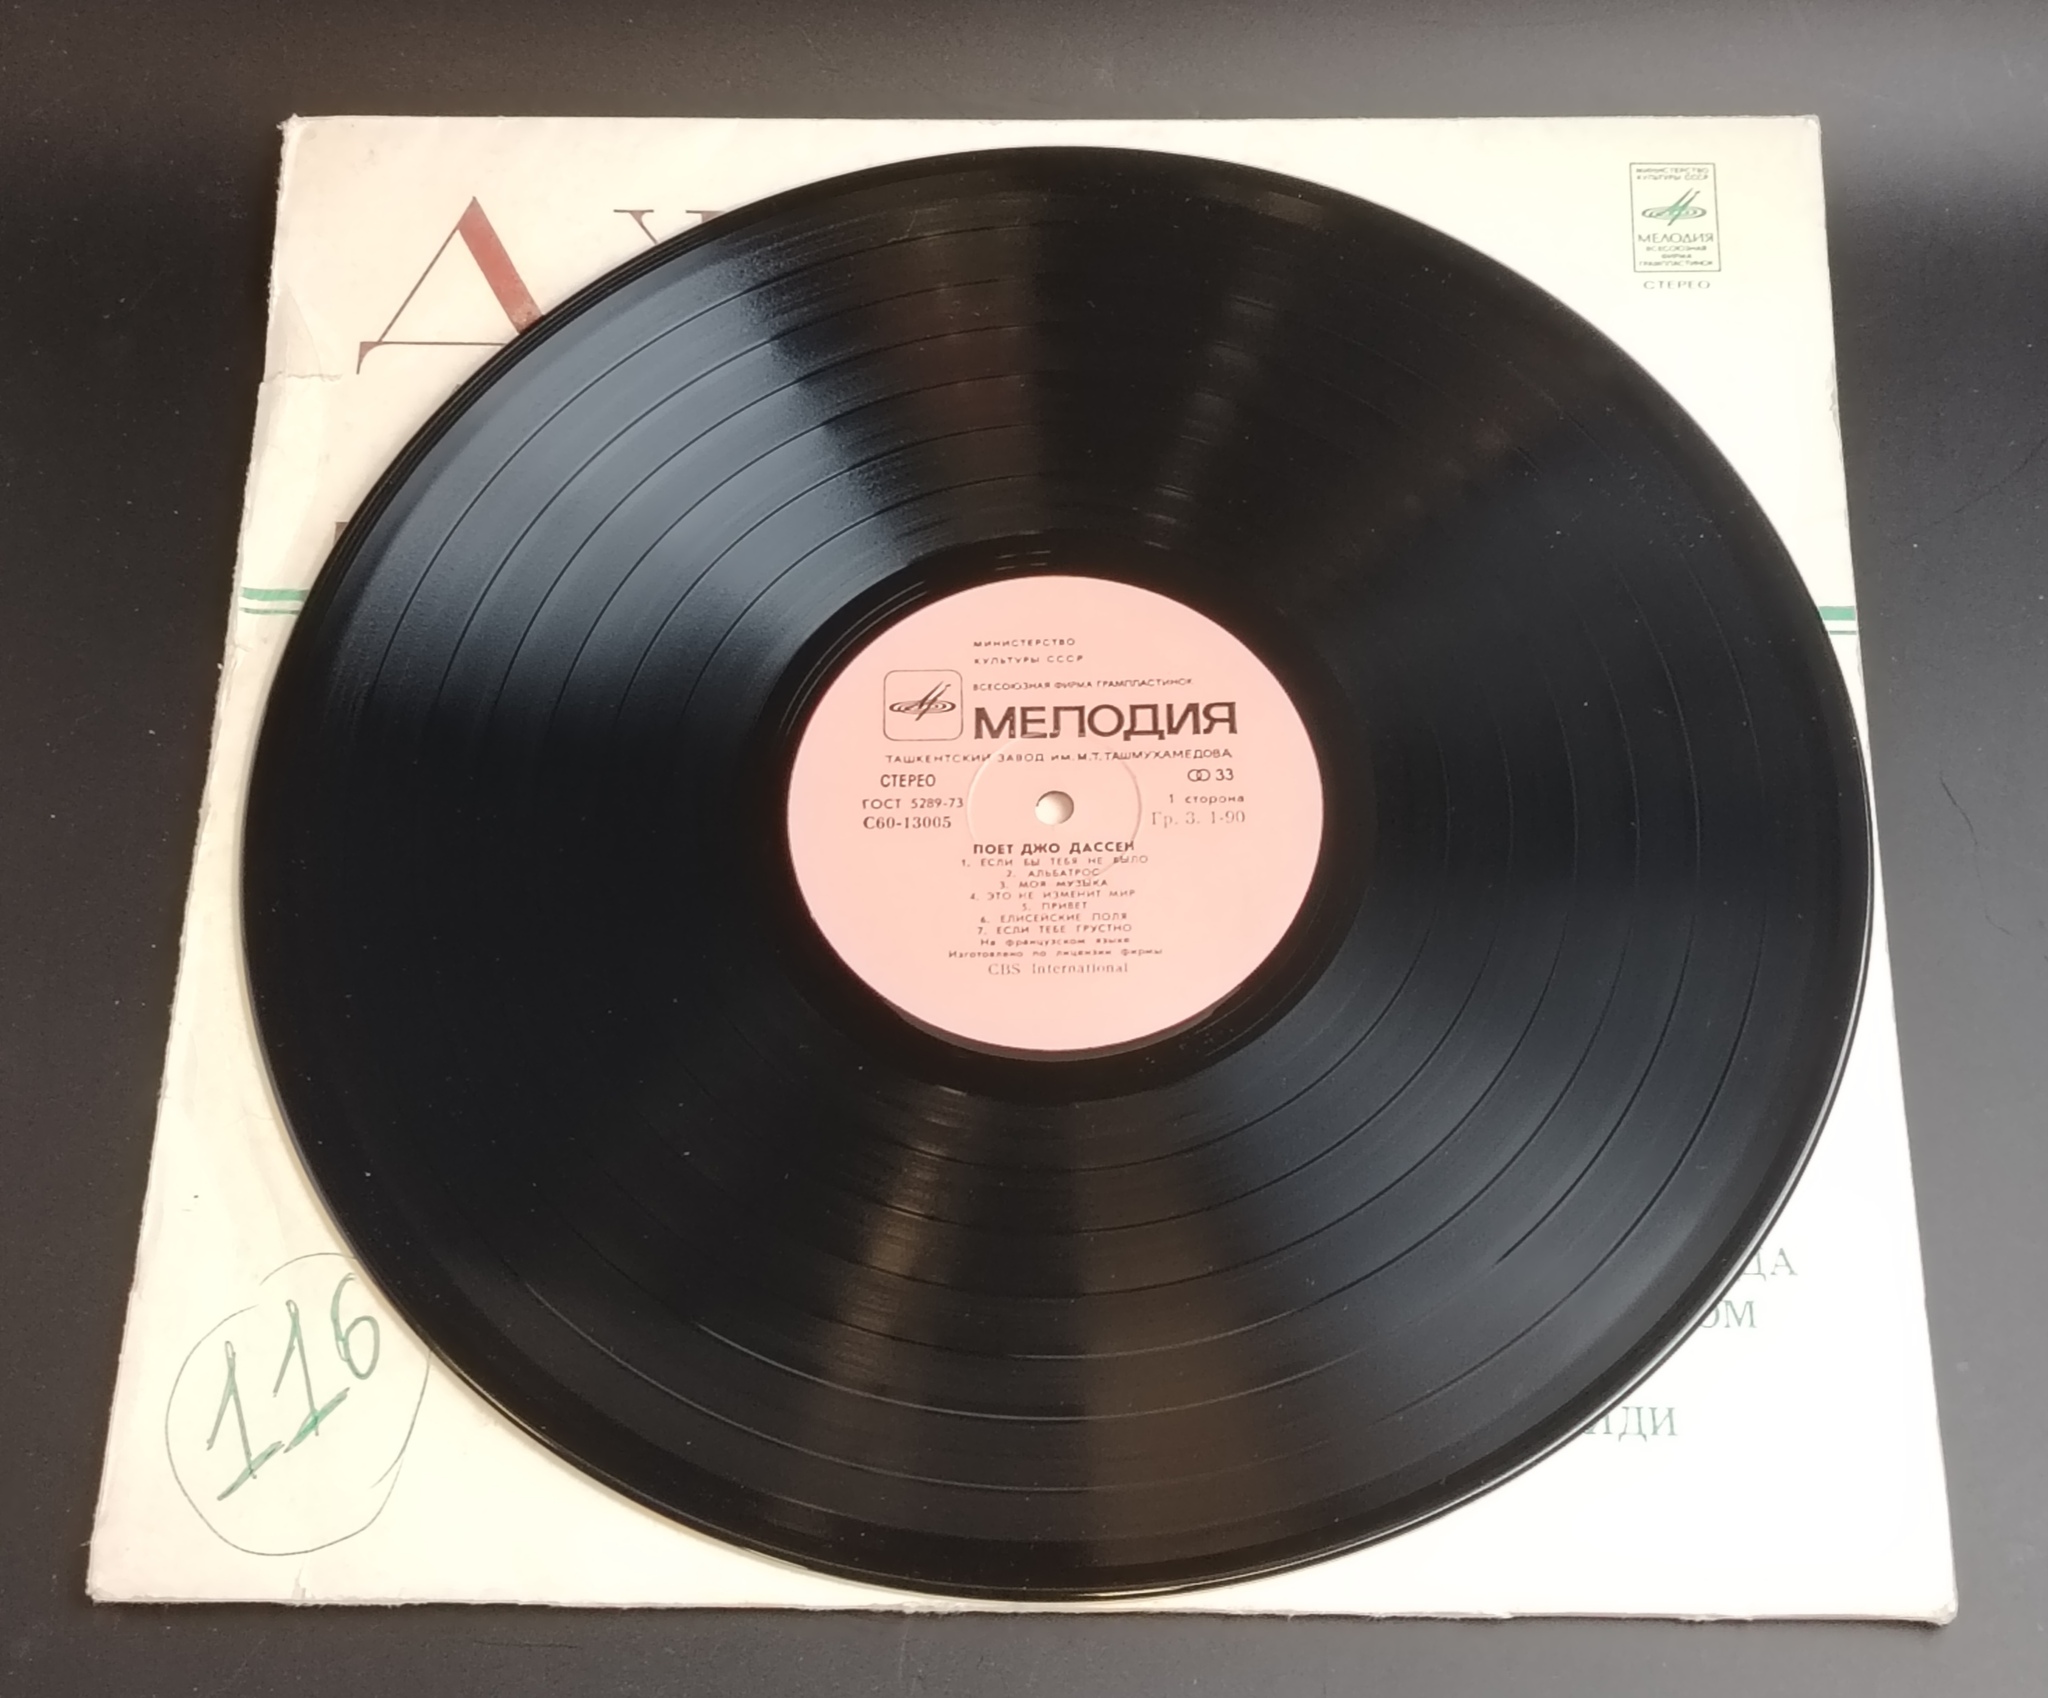 МИНИСТЕРСТВО
КУЛЬТУРЫ СССР
МЕЛОДИЯ
ВСЕСОЮЗНАЯ
ФИРМА
ГРАМПЛАСТИНОК
СТЕРЕО
МИНИСТЕРСТВО
КУЛЬТУРЫ СССР
ВСЕСОЮЗНАЯ ФИРМА ГРАМПЛАСТИНОК
МЕЛОДИЯ
ТАШКЕНТСКИЙ ЗАВОД ИМ. М.Т. ТАШМУХАМЕДОВА
СТЕРЕО 33
ГОСТ 5289-73 1 сторона
С60-13005 Гр. 3. 1-90
ПОЕТ ДЖО ДАССЕН
1. ЕСЛИ БЫ ТЕБЯ НЕ БЫЛО
2. АЛЬБАТРОС
3. МОЯ МУЗЫКА
4. ЭТО НЕ ИЗМЕНИТ МИР
5. ПРИВЕТ
6. ЕЛИСЕЙСКИЕ ПОЛЯ
7. ЕСЛИ ТЕБЕ ГРУСТНО
На французском языке
Изготовлено по лицензии фирмы
CBS International
116